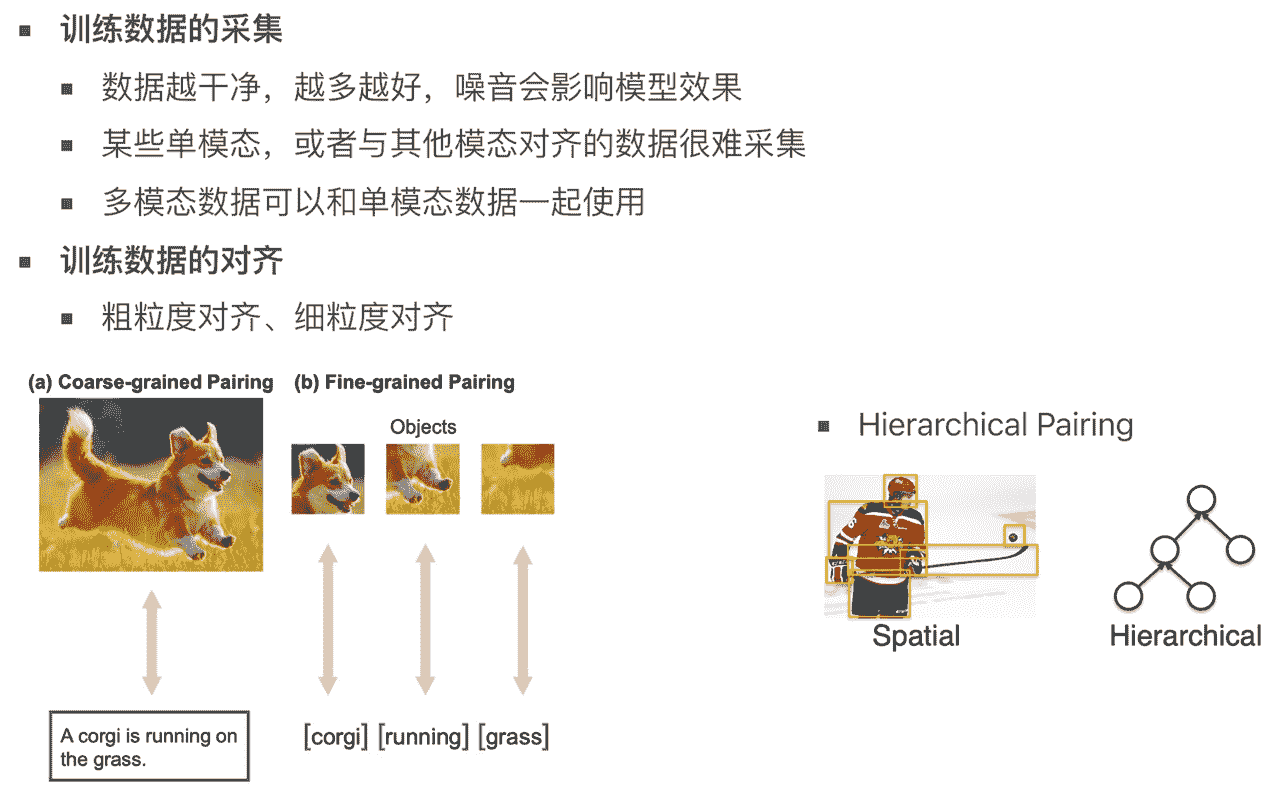 训练数据的采集
数据越干净，越多越好，噪音会影响模型效果
某些单模态，或者与其他模态对齐的数据很难采集
多模态数据可以和单模态数据一起使用
训练数据的对齐
粗粒度对齐、细粒度对齐
(a) Coarse-grained Pairing
(b) Fine-grained Pairing
Objects
A corgi is running on
the grass.
[corgi] [running] [grass]
Hierarchical Pairing
Spatial
Hierarchical